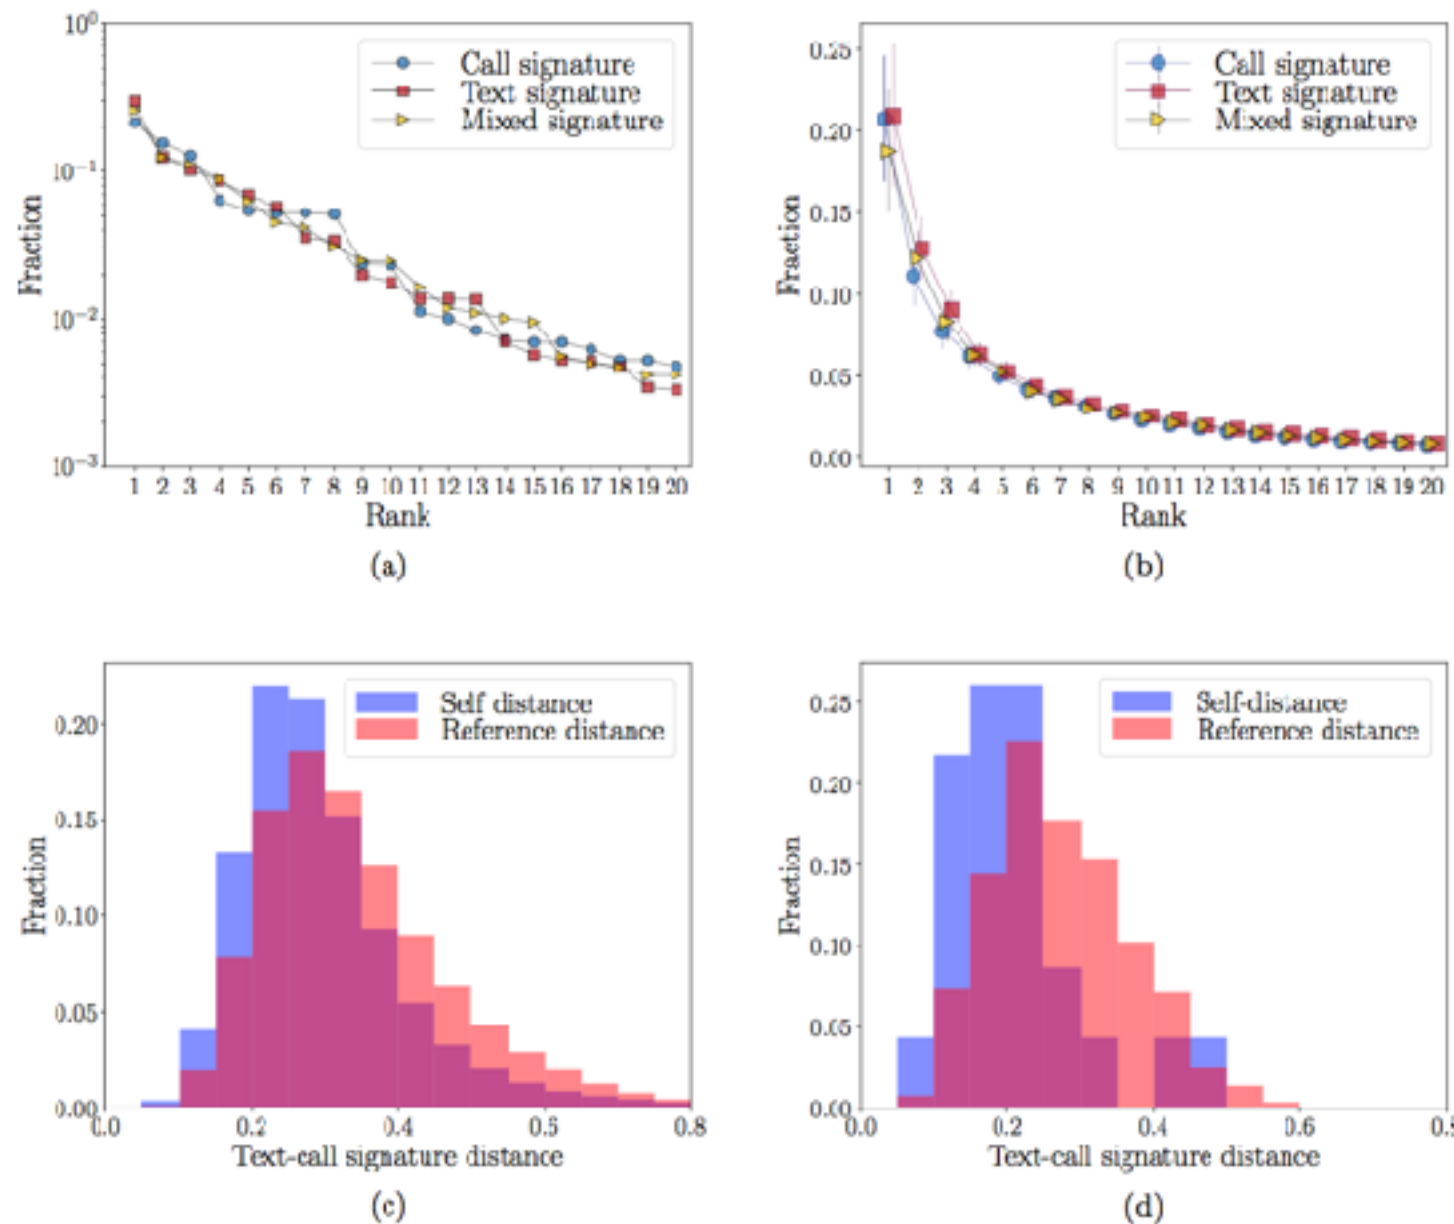 10⁰
10⁻¹
10⁻²
10⁻³
Fraction
Call signature
Text signature
Mixed signature
1 2 3 4 5 6 7 8 9 10 11 12 13 14 15 16 17 18 19 20
Rank
(a)
0.25
0.20
0.15
0.10
0.05
0.00
Fraction
Call signature
Text signature
Mixed signature
1 2 3 4 5 6 7 8 9 10 11 12 13 14 15 16 17 18 19 20
Rank
(b)
0.20
0.15
0.10
0.05
0.00
Fraction
Self distance
Reference distance
0.0 0.2 0.4 0.6 0.8
Text-call signature distance
(c)
0.25
0.20
0.15
0.10
0.05
0.00
Fraction
Self-distance
Reference distance
0.0 0.2 0.4 0.6 0.8
Text-call signature distance
(d)